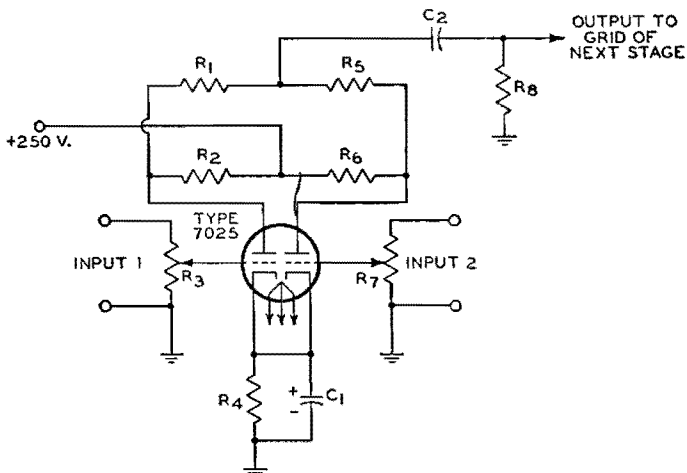 C2
OUTPUT TO
GRID OF
NEXT STAGE
R1
R5
R8
+250 V.
R2
R6
TYPE
7025
INPUT 1
R3
R7
INPUT 2
R4
+
-
C1